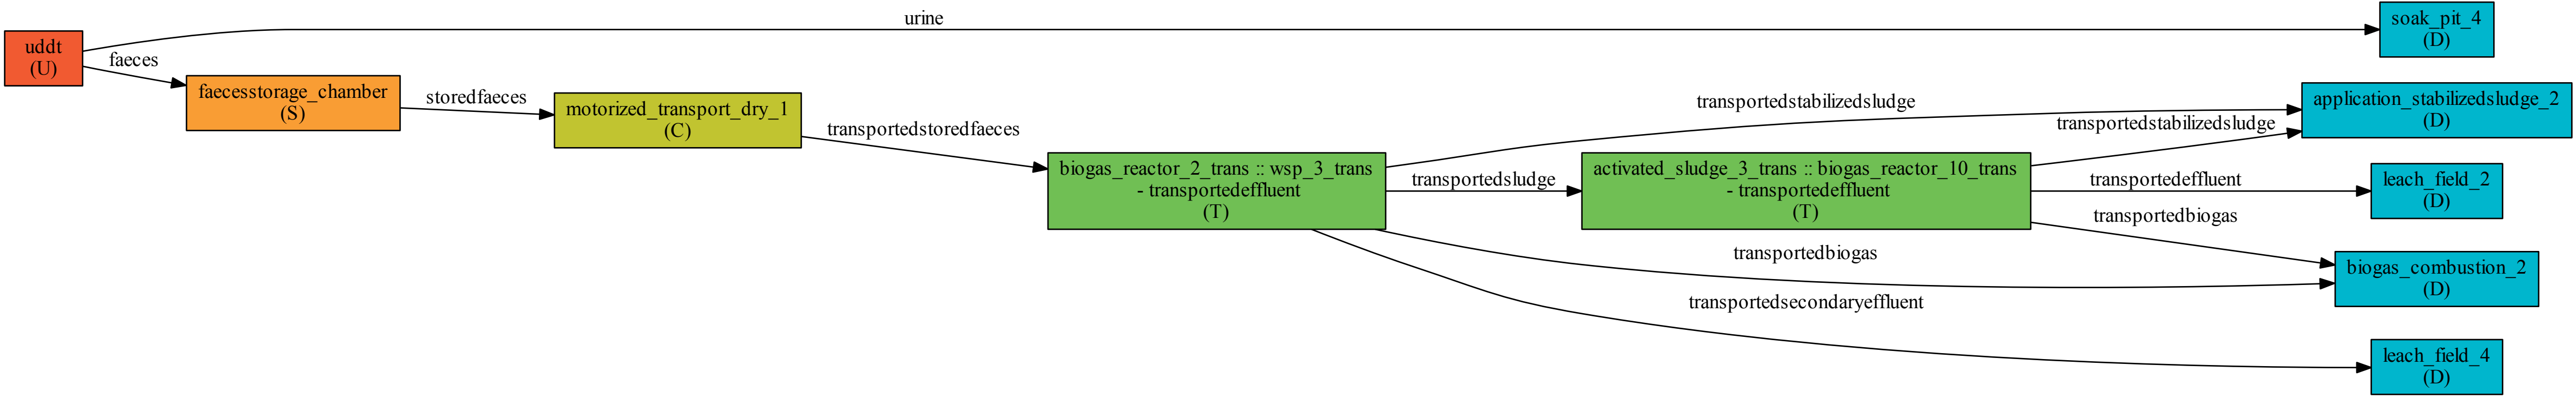 urine
soak_pit_4
(D)
uddt
(U)
faeces
faecesstorage_chamber
(S)
storedfaeces
motorized_transport_dry_1
(C)
transportedstoredfaeces
biogas_reactor_2_trans :: wsp_3_trans
- transportedeffluent
(T)
transportedstabilizedsludge
transportedsludge
activated_sludge_3_trans :: biogas_reactor_10_trans
- transportedeffluent
(T)
transportedstabilizedsludge
application_stabilizedsludge_2
(D)
transportedeffluent
leach_field_2
(D)
transportedbiogas
transportedbiogas
biogas_combustion_2
(D)
transportedsecondaryeffluent
leach_field_4
(D)